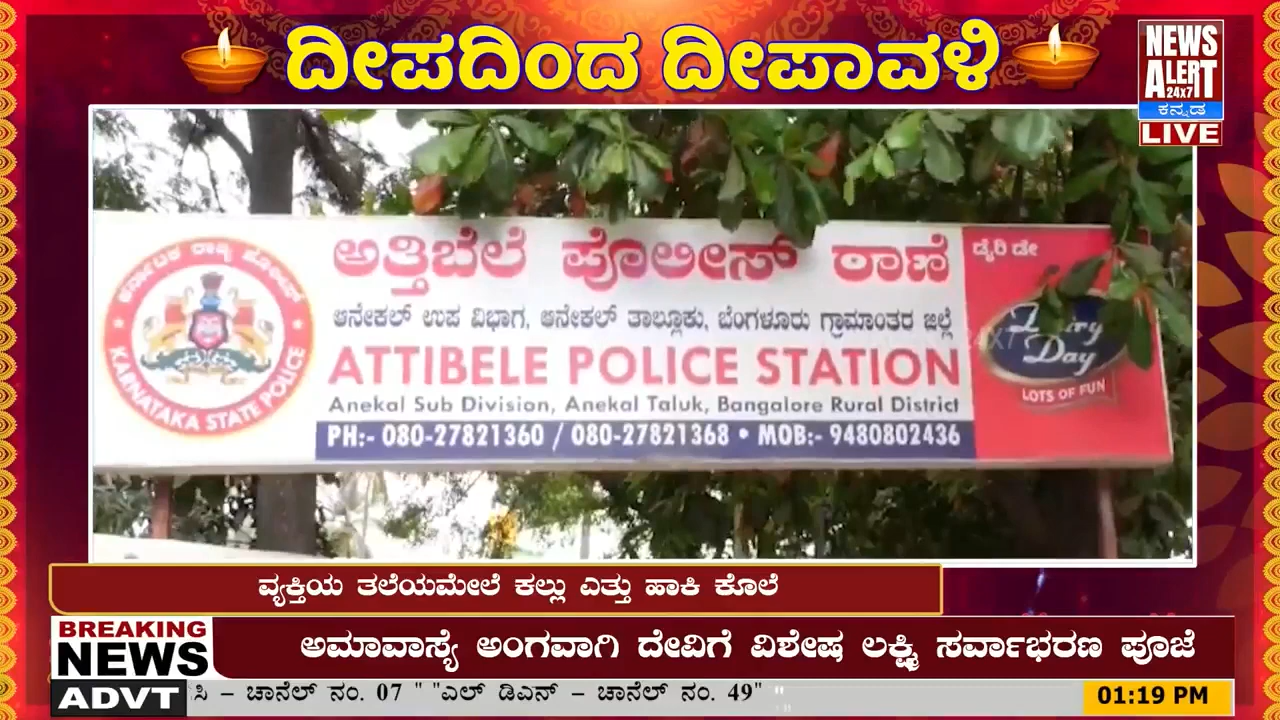 ದೀಪದಿಂದ ದೀಪಾವಳಿ
NEWS
ALERT
24x7
ಕನ್ನಡ
LIVE
ಕರ್ನಾಟಕ ರಾಜ್ಯ ಪೊಲೀಸ್
KARNATAKA STATE POLICE
ಅತ್ತಿಬೆಲೆ ಪೊಲೀಸ್ ಠಾಣೆ
ಆನೇಕಲ್ ಉಪ ವಿಭಾಗ, ಆನೇಕಲ್ ತಾಲ್ಲೂಕು, ಬೆಂಗಳೂರು ಗ್ರಾಮಾಂತರ ಜಿಲ್ಲೆ
ATTIBELE POLICE STATION
Anekal Sub Division, Anekal Taluk, Bangalore Rural District
PH:- 080-27821360 / 080-27821368 • MOB:- 9480802436
ಡೈರಿ ಡೇ
Day
LOTS OF FUN
ವ್ಯಕ್ತಿಯ ತಲೆಯಮೇಲೆ ಕಲ್ಲು ಎತ್ತು ಹಾಕಿ ಕೊಲೆ
BREAKING
NEWS
ಅಮಾವಾಸ್ಯೆ ಅಂಗವಾಗಿ ದೇವಿಗೆ ವಿಶೇಷ ಲಕ್ಷ್ಮಿ ಸರ್ವಾಭರಣ ಪೂಜೆ
ADVT
ಸಿ – ಚಾನೆಲ್ ನಂ. 07 " "ಎಲ್ ಡಿಎನ್ – ಚಾನೆಲ್ ನಂ. 49"
01:19 PM